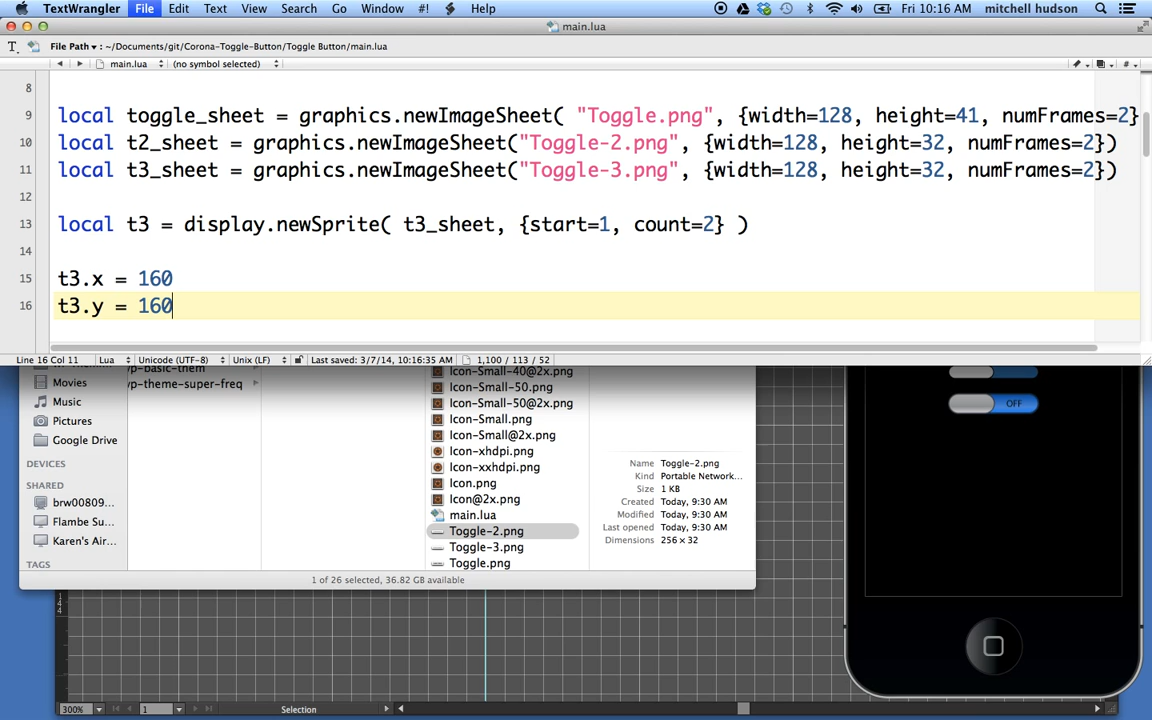 TextWrangler File Edit Text View Search Go Window #! Help Fri 10:16 AM mitchell hudson
main.lua
File Path ▾ : ~/Documents/git/Corona-Toggle-Button/Toggle Button/main.lua
main.lua (no symbol selected)
8
9 local toggle_sheet = graphics.newImageSheet( "Toggle.png", {width=128, height=41, numFrames=2}
10 local t2_sheet = graphics.newImageSheet("Toggle-2.png", {width=128, height=32, numFrames=2})
11 local t3_sheet = graphics.newImageSheet("Toggle-3.png", {width=128, height=32, numFrames=2})
12
13 local t3 = display.newSprite( t3_sheet, {start=1, count=2} )
14
15 t3.x = 160
16 t3.y = 160
Line 16 Col 11 Lua Unicode (UTF-8) Unix (LF) Last saved: 3/7/14, 10:16:35 AM 1,100 / 113 / 52
Icon-Small-40@2x.png
Movies
wp-theme-super-freq
Icon-Small-50.png
Music
Icon-Small-50@2x.png
OFF
Pictures
Icon-Small.png
Google Drive
Icon-Small@2x.png
Icon-xhdpi.png
DEVICES
Icon-xxhdpi.png
Name Toggle-2.png
Kind Portable Network...
SHARED
Icon.png
Size 1 KB
brw00809...
Icon@2x.png
Created Today, 9:30 AM
Flambe Su...
main.lua
Modified Today, 9:30 AM
Last opened Today, 9:30 AM
Karen's Air...
Toggle-2.png
Dimensions 256 × 32
Toggle-3.png
TAGS
Toggle.png
1 of 26 selected, 36.82 GB available
300% 1 Selection